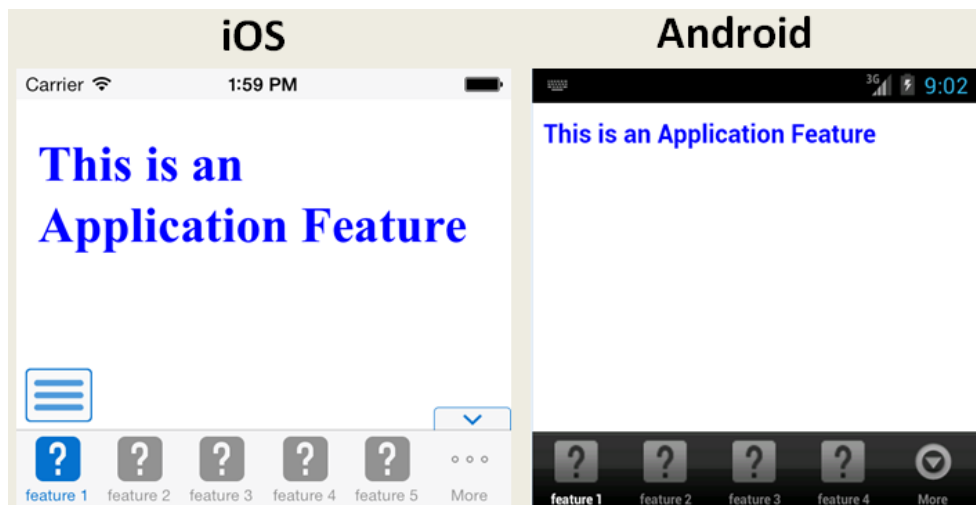 iOS
Carrier 1:59 PM
This is an
Application Feature
feature 1 feature 2 feature 3 feature 4 feature 5 More
Android
3G 9:02
This is an Application Feature
feature 1 feature 2 feature 3 feature 4 More